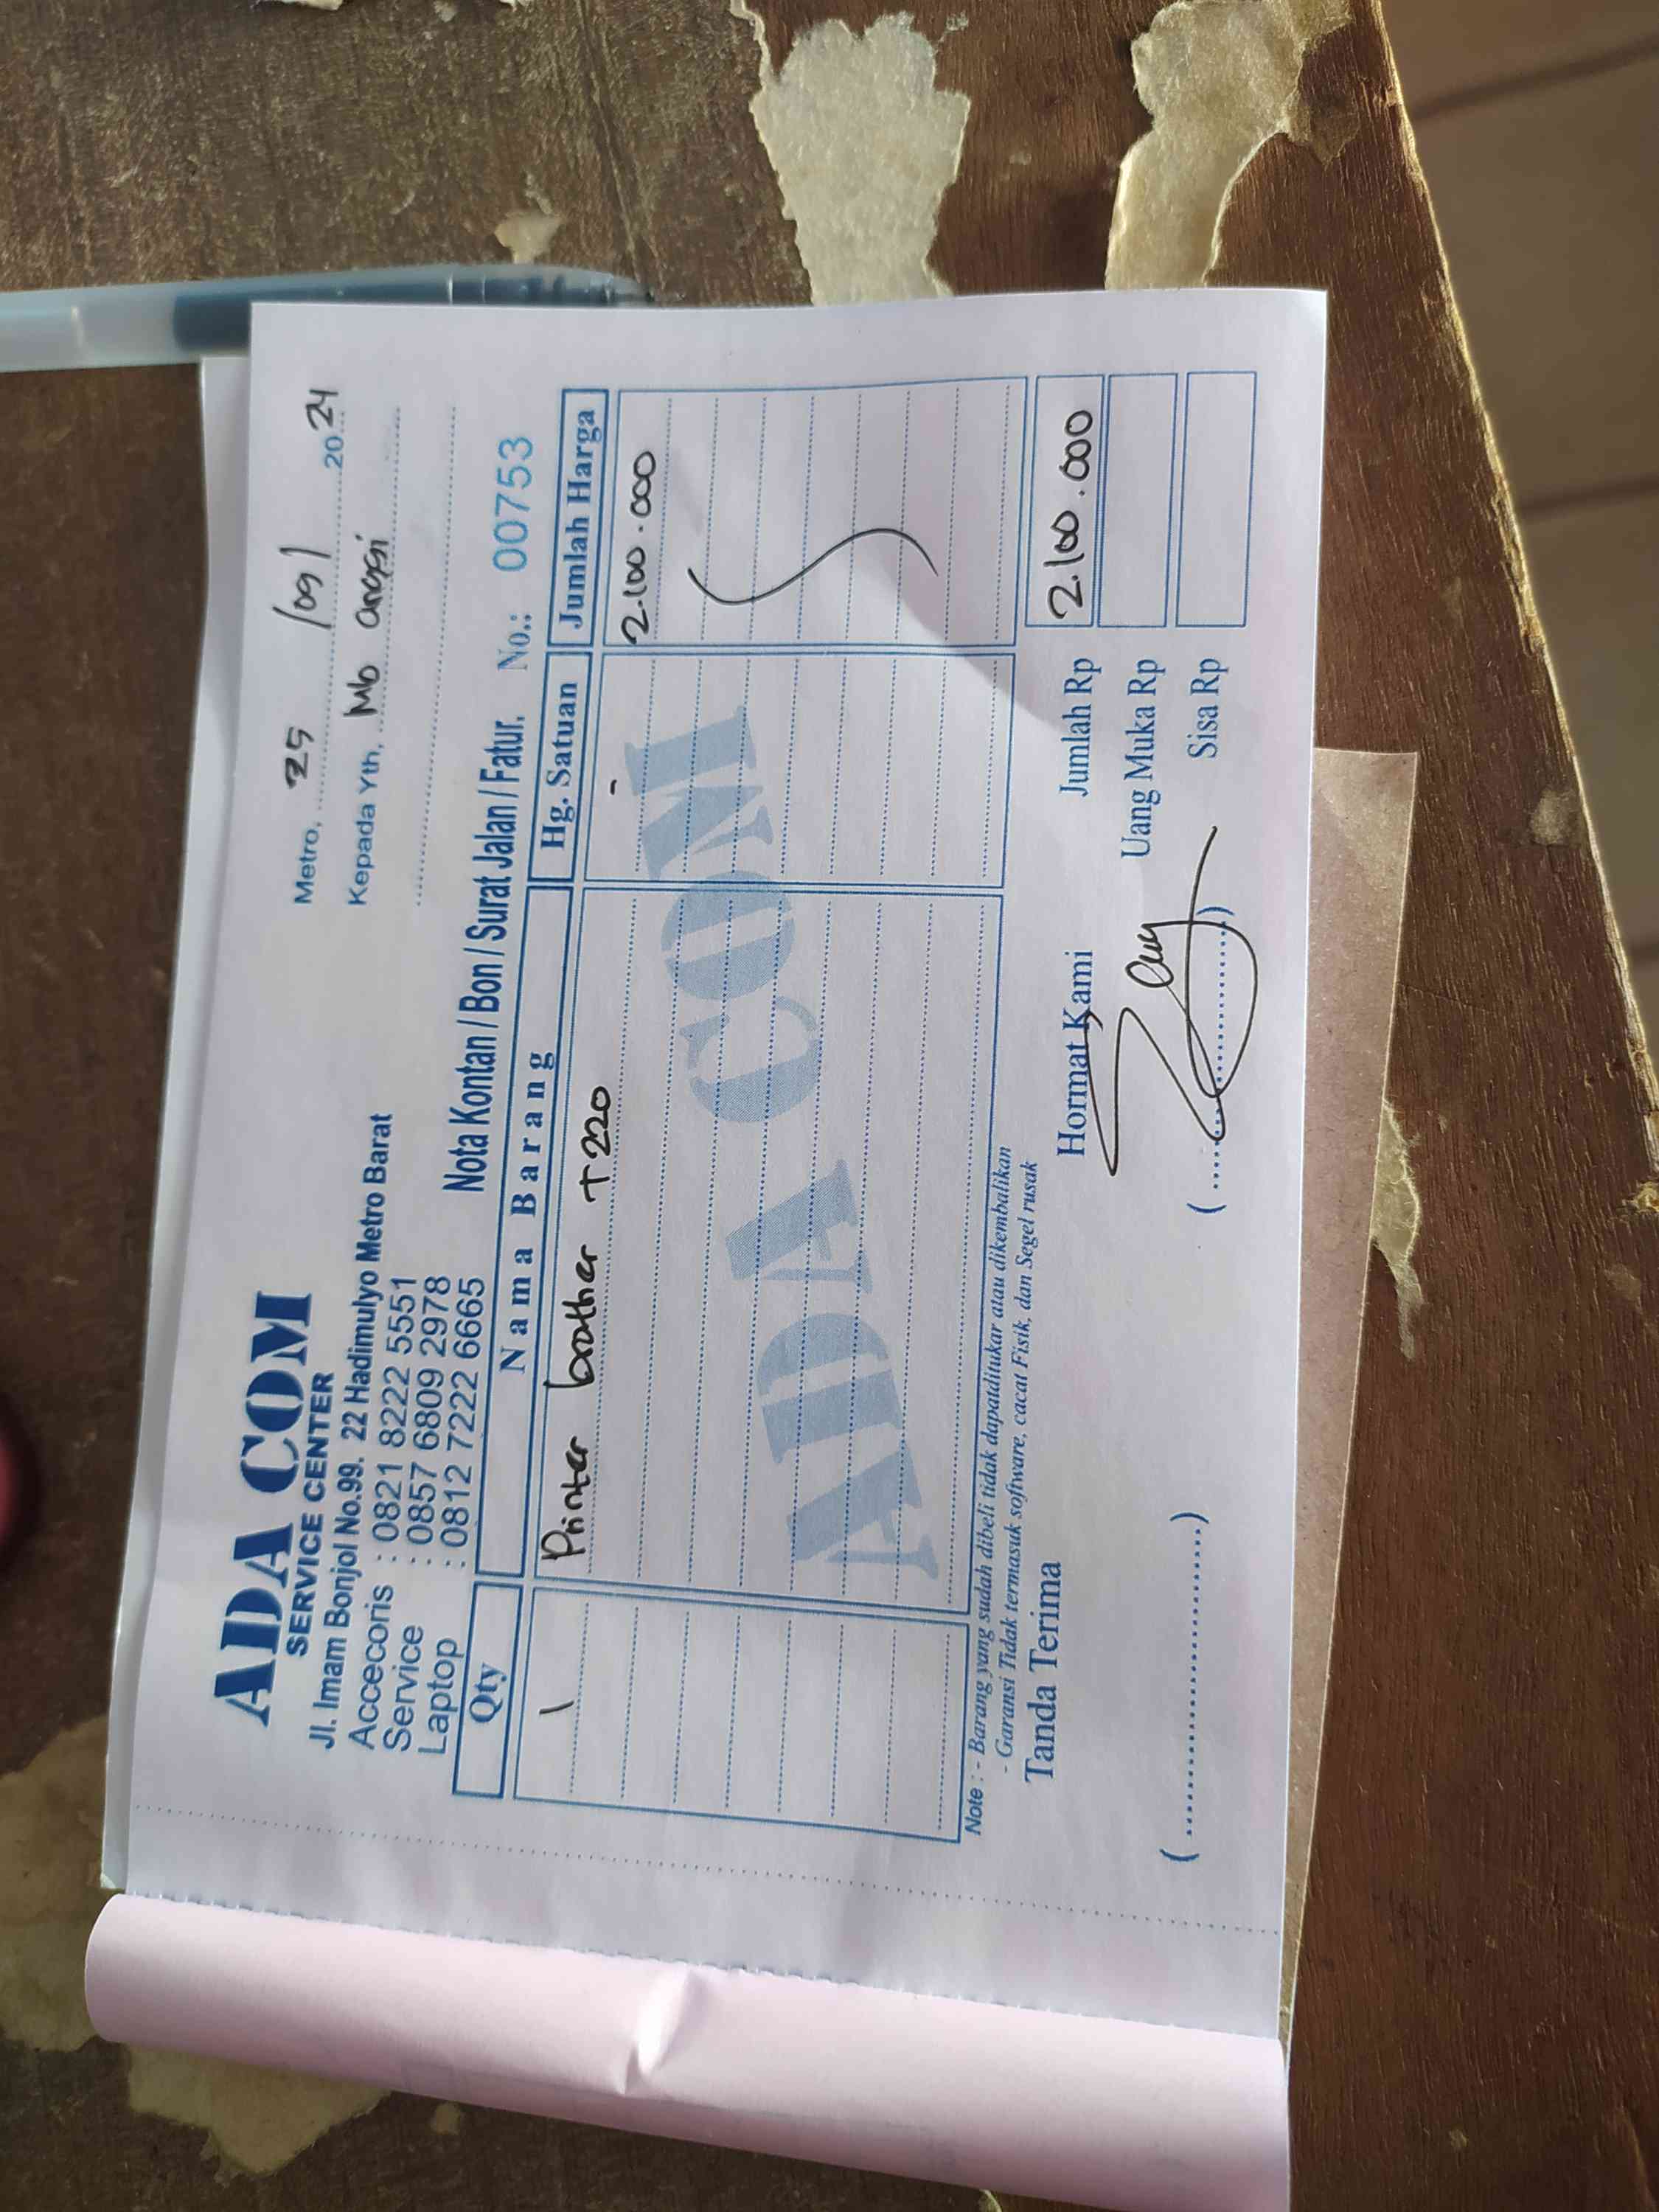 ADA COM
SERVICE CENTER
Jl. Imam Bonjol No.99. 22 Hadimulyo Metro Barat
Accecoris : 0821 8222 5551
Service : 0857 6809 2978
Laptop : 0812 7222 6665
Metro, 25 /09/ 2024
Kepada Yth, Mb
Nota Kontan / Bon / Surat Jalan / Fatur. No.: 00753
Qty Nama Barang Hg. Satuan Jumlah Harga
1 Printer brother T220 - 2.100.000
ADA COM
Note : - Barang yang sudah dibeli tidak dapatditukar atau dikembalikan
- Garansi Tidak termasuk software, cacat Fisik, dan Segel rusak
Tanda Terima Hormat Kami Jumlah Rp 2.100.000
Uang Muka Rp
Sisa Rp